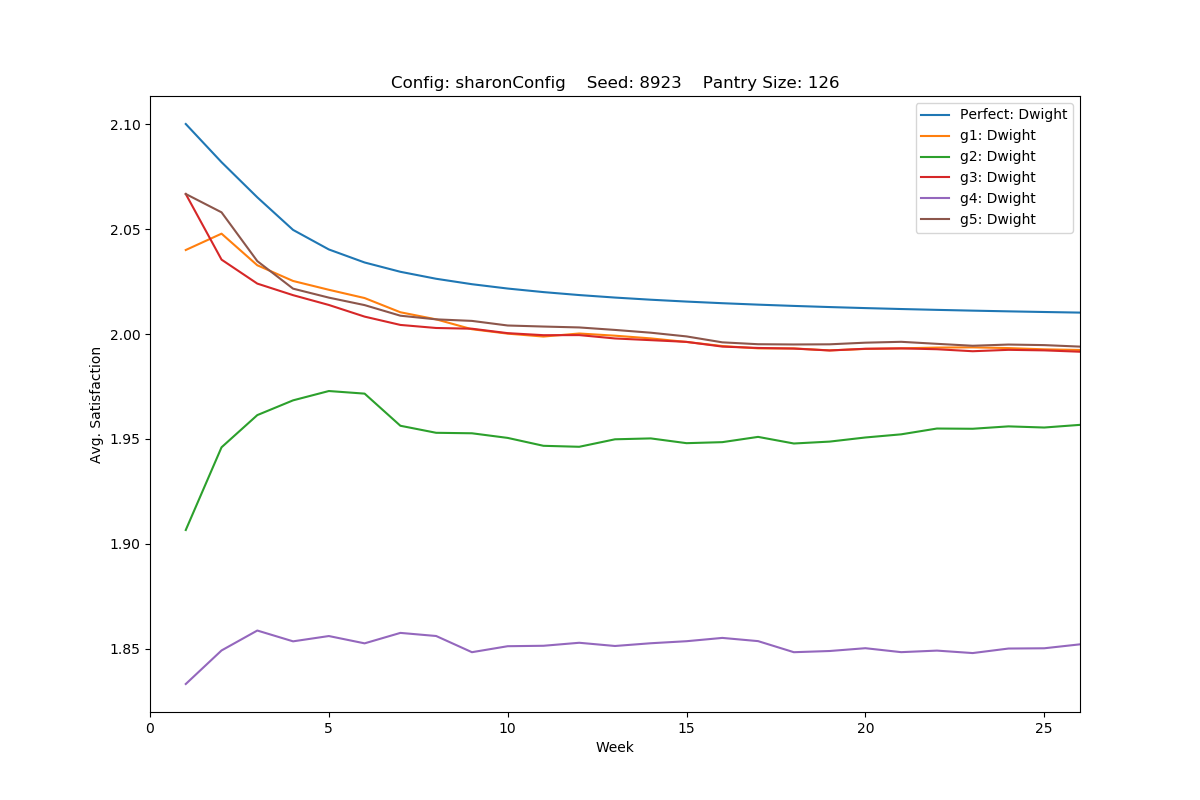 Config: sharonConfig    Seed: 8923    Pantry Size: 126
Perfect: Dwight
g1: Dwight
g2: Dwight
g3: Dwight
g4: Dwight
g5: Dwight
2.10
2.05
2.00
1.95
1.90
1.85
Avg. Satisfaction
0 5 10 15 20 25
Week